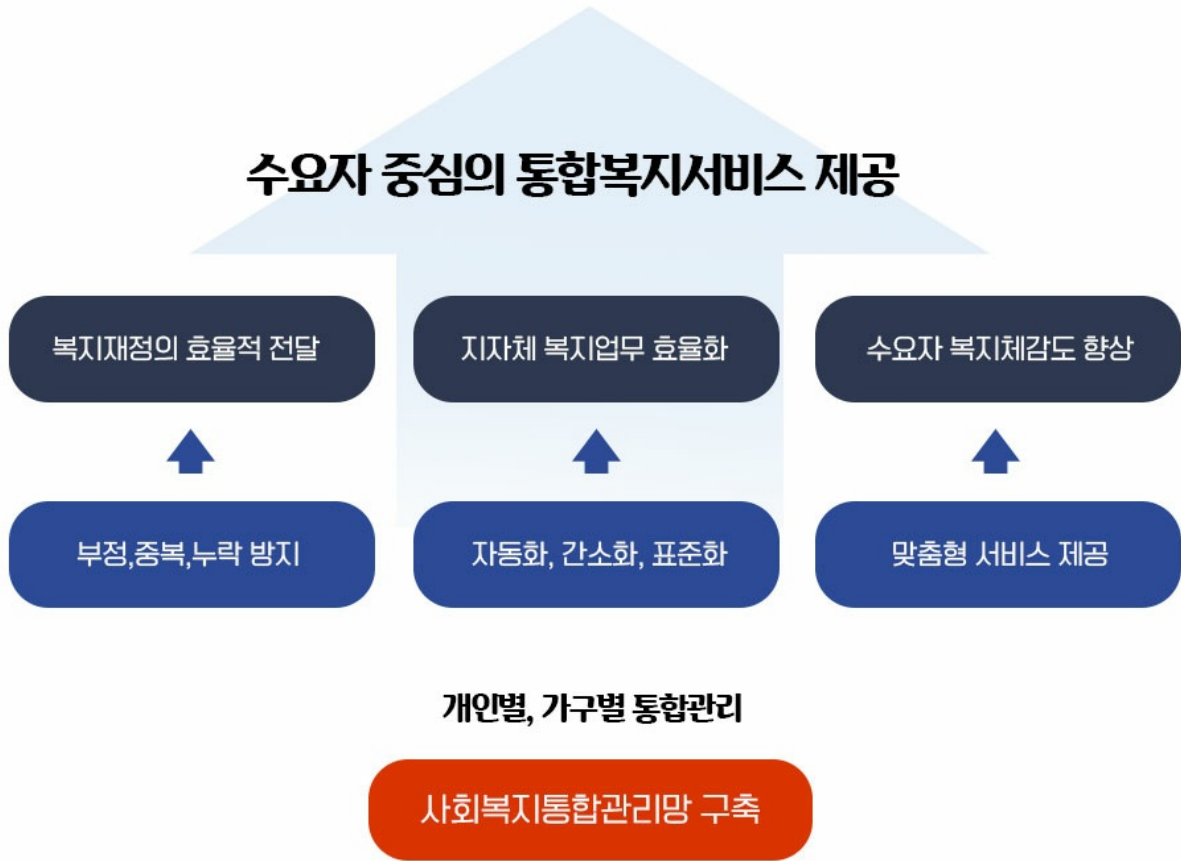 수요자 중심의 통합복지서비스 제공
복지재정의 효율적 전달
지자체 복지업무 효율화
수요자 복지체감도 향상
부정,중복,누락 방지
자동화, 간소화, 표준화
맞춤형 서비스 제공
개인별, 가구별 통합관리
사회복지통합관리망 구축